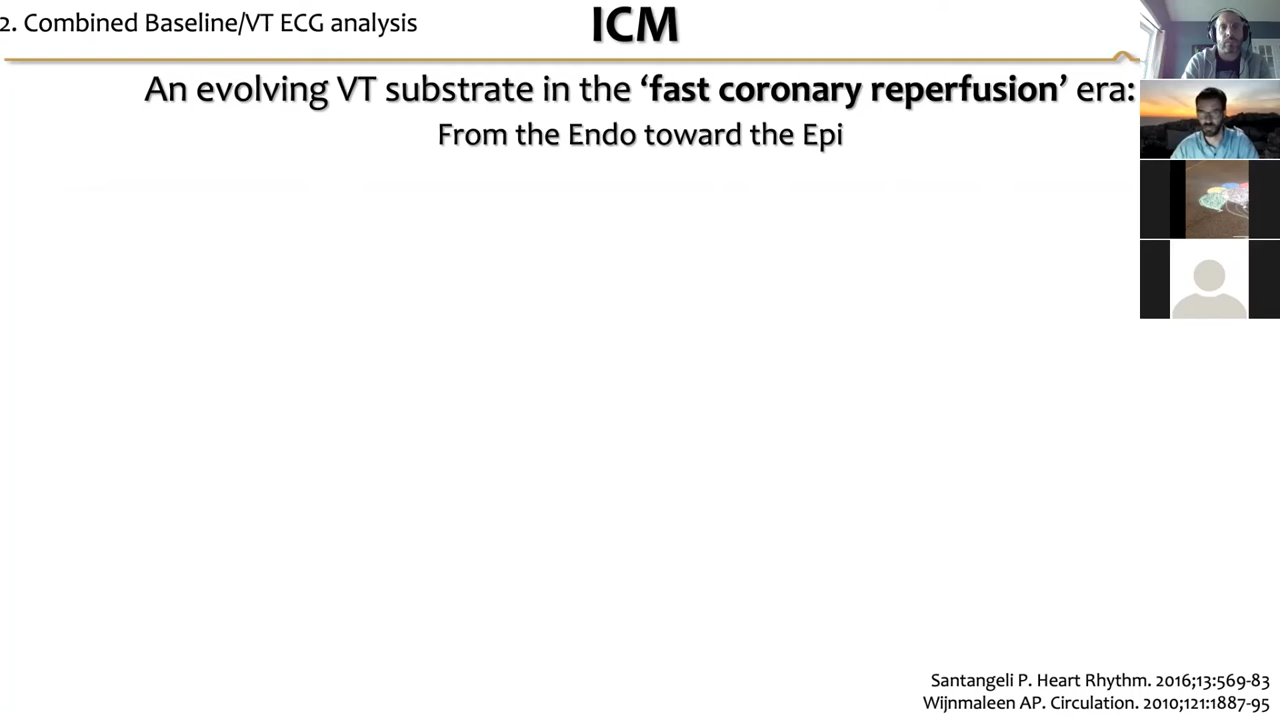 2. Combined Baseline/VT ECG analysis
ICM
An evolving VT substrate in the ‘fast coronary reperfusion’ era:
From the Endo toward the Epi
Santangeli P. Heart Rhythm. 2016;13:569-83
Wijnmaleen AP. Circulation. 2010;121:1887-95